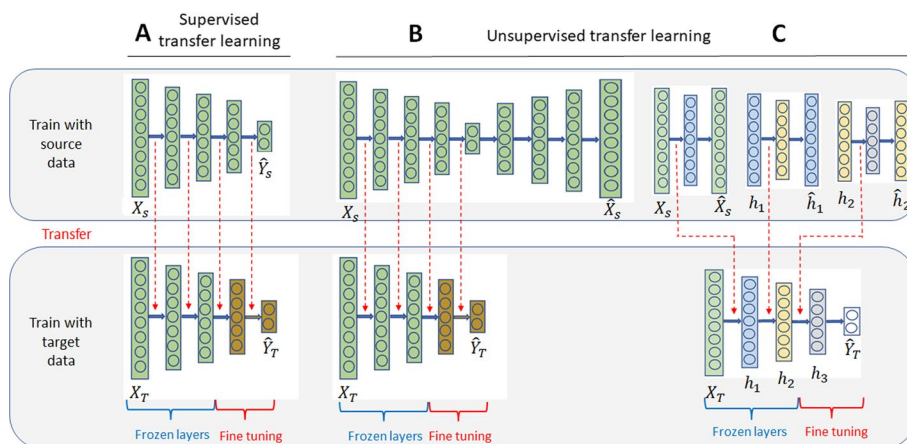 A
Supervised
transfer learning
B
Unsupervised transfer learning
C
Train with
source
data
X_S
Ŷ_S
X_S
X̂_S
X_S
X̂_S
h_1
ĥ_1
h_2
ĥ_2
Transfer
Train with
target
data
X_T
Ŷ_T
X_T
Ŷ_T
X_T
h_1
h_2
h_3
Ŷ_T
Frozen layers
Fine tuning
Frozen layers
Fine tuning
Frozen layers
Fine tuning